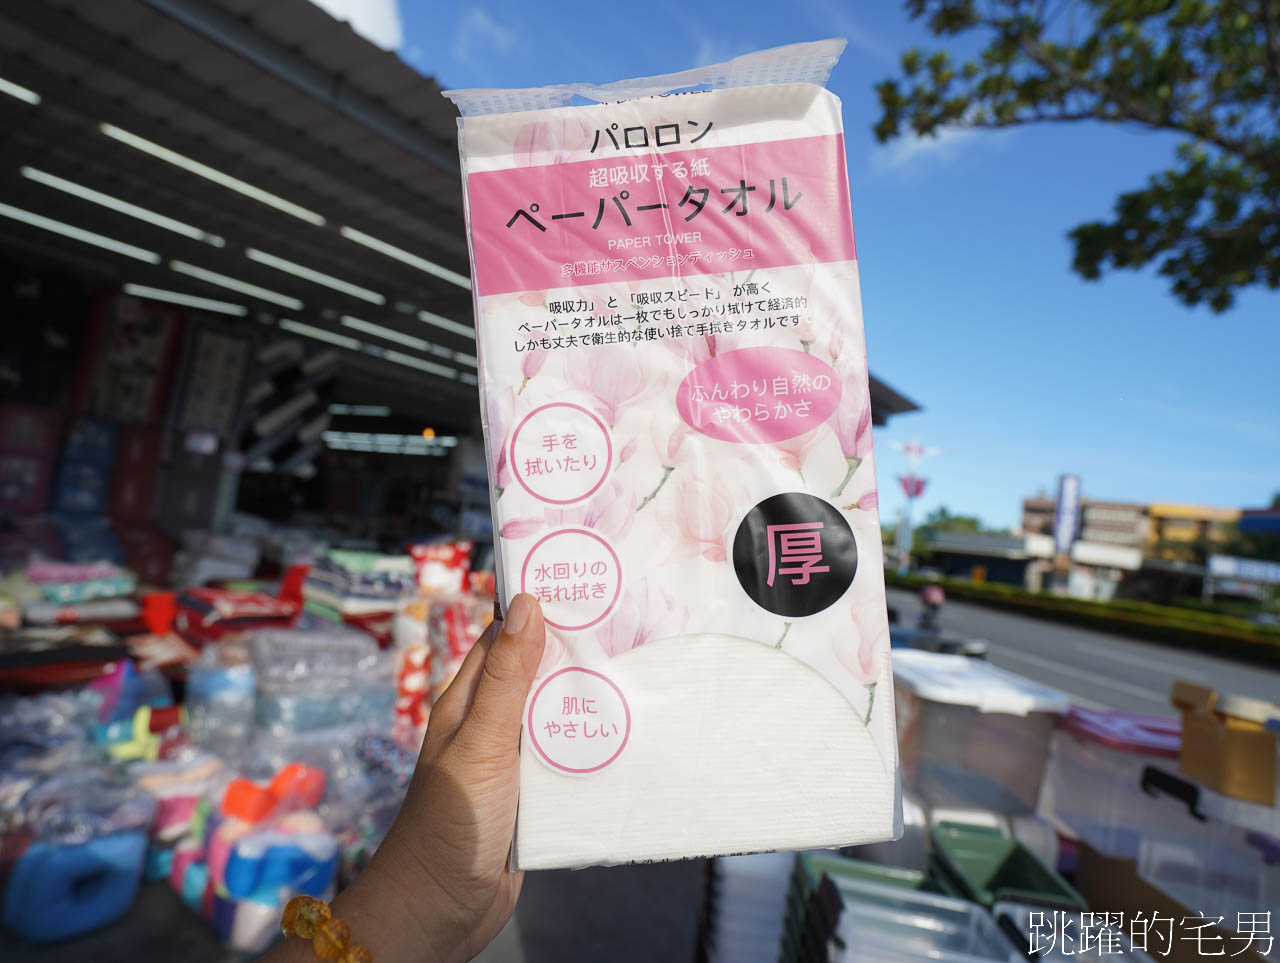 パロロン
超吸収する紙
ペーパータオル
PAPER TOWER
多機能サスペンションティッシュ
吸収力」と「吸収スピード」が高く
ペーパータオルは一枚でもしっかり拭けて経済的
しかも丈夫で衛生的な使い捨て手拭きタオルです。
ふんわり自然の
やわらかさ
手を
拭いたり
厚
水回りの
汚れ拭き
肌に
やさしい
跳躍的宅男